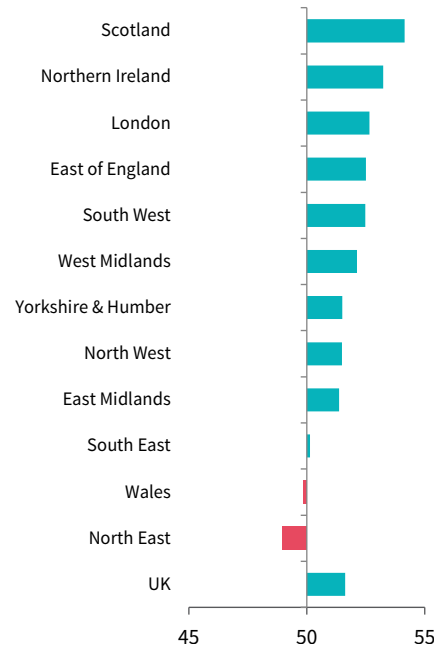 Scotland
Northern Ireland
London
East of England
South West
West Midlands
Yorkshire & Humber
North West
East Midlands
South East
Wales
North East
UK
45 50 55